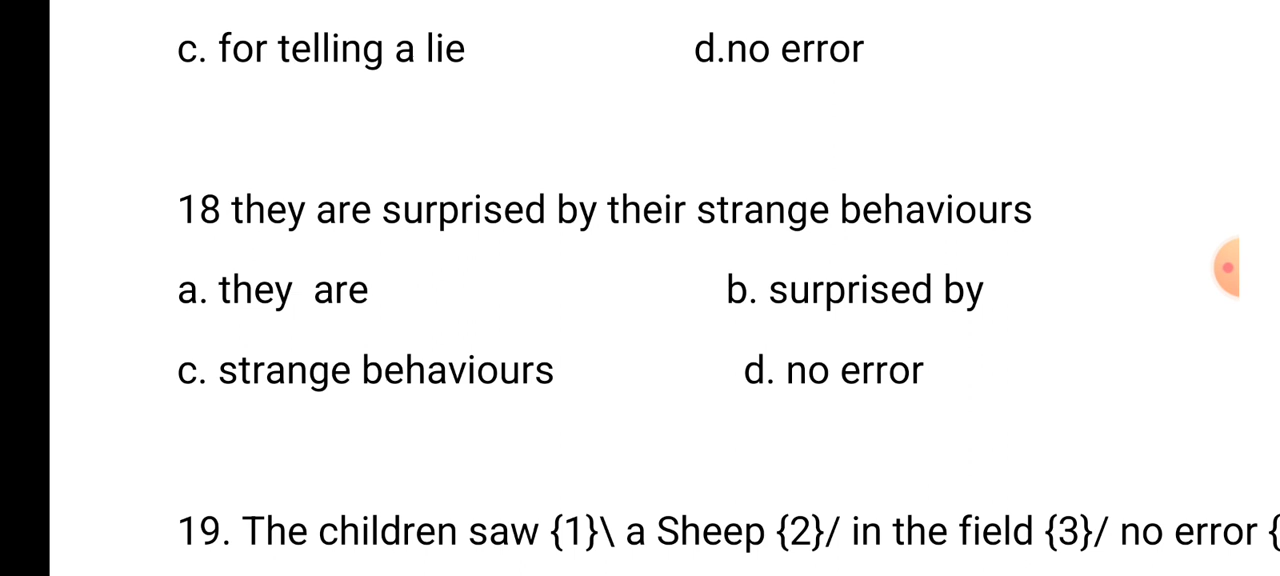 c. for telling a lie d.no error
18 they are surprised by their strange behaviours
a. they are b. surprised by
c. strange behaviours d. no error
19. The children saw {1}\ a Sheep {2}/ in the field {3}/ no error {